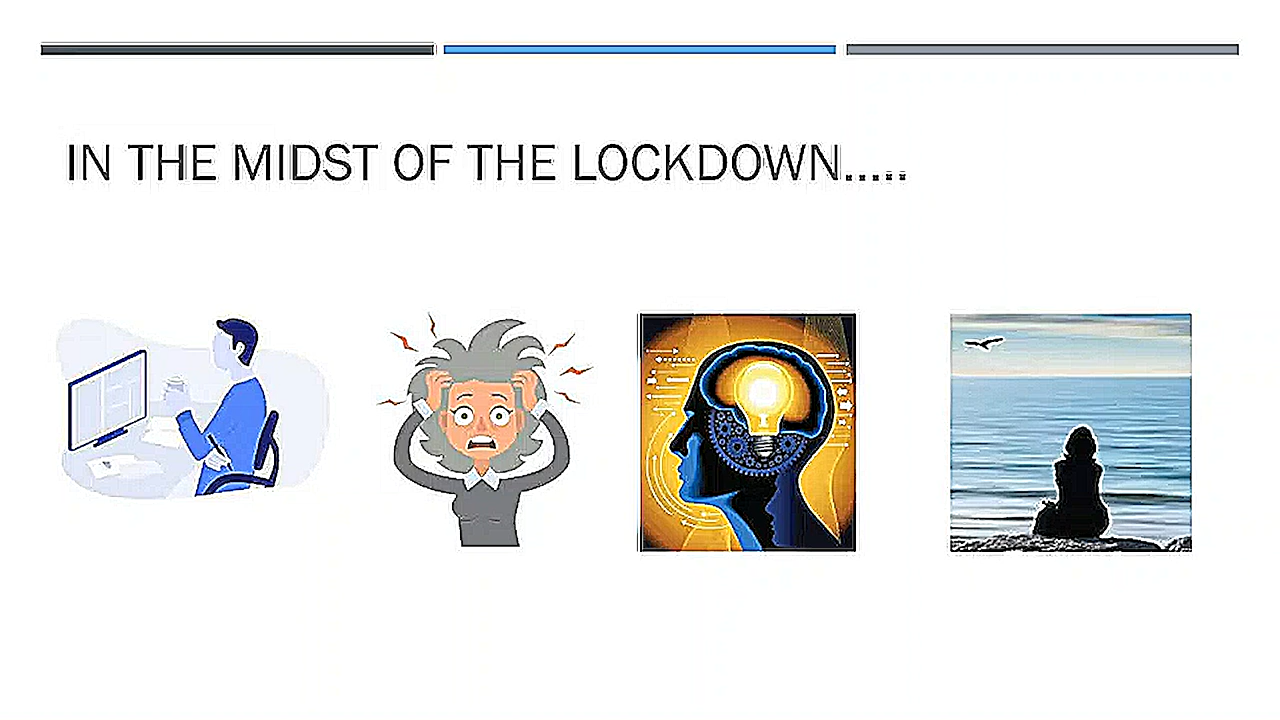 IN THE MIDST OF THE LOCKDOWN.....